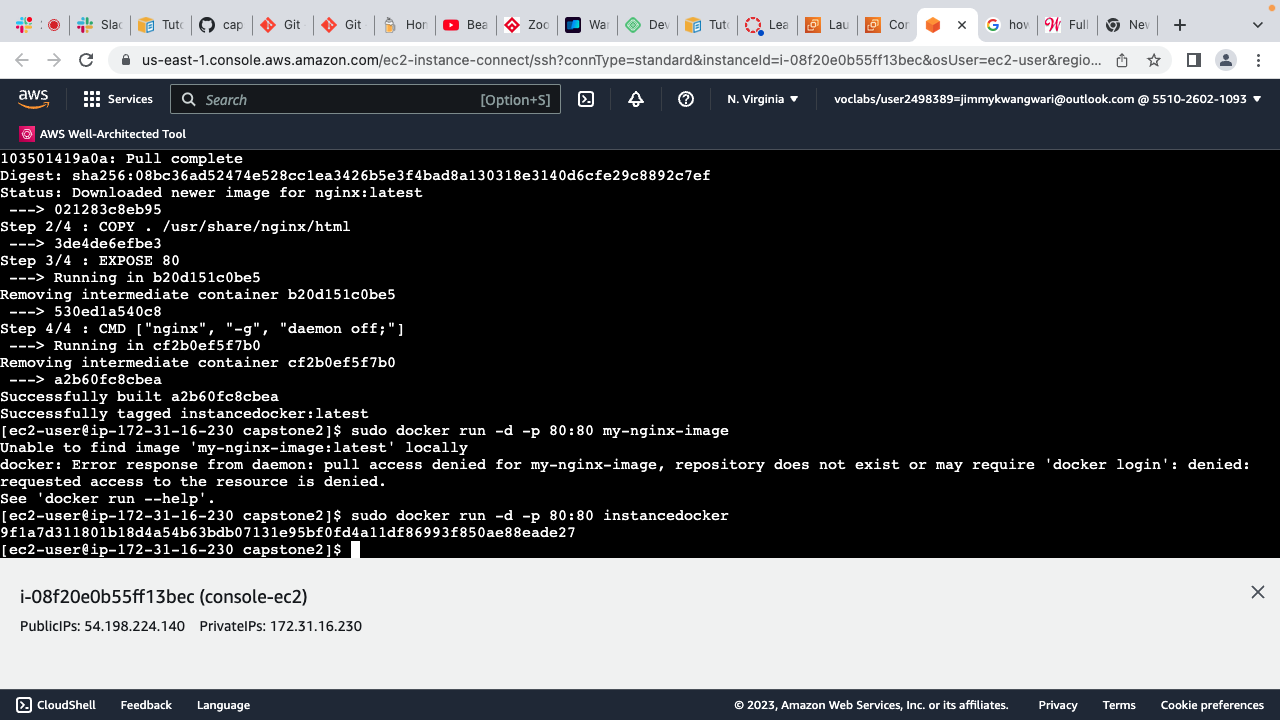 Slac
Tuto
cap
Git
Git
Hom
Bea
Zoo
War
Dev
Tuto
Lea
Lau
Con
how
Full
New
us-east-1.console.aws.amazon.com/ec2-instance-connect/ssh?connType=standard&instanceId=i-08f20e0b55ff13bec&osUser=ec2-user&regio...
aws
Services
Search
[Option+S]
N. Virginia
voclabs/user2498389=jimmykwangwari@outlook.com @ 5510-2602-1093
AWS Well-Architected Tool
103501419a0a: Pull complete
Digest: sha256:08bc36ad52474e528cc1ea3426b5e3f4bad8a130318e3140d6cfe29c8892c7ef
Status: Downloaded newer image for nginx:latest
---> 021283c8eb95
Step 2/4 : COPY . /usr/share/nginx/html
---> 3de4de6efbe3
Step 3/4 : EXPOSE 80
---> Running in b20d151c0be5
Removing intermediate container b20d151c0be5
---> 530ed1a540c8
Step 4/4 : CMD ["nginx", "-g", "daemon off;"]
---> Running in cf2b0ef5f7b0
Removing intermediate container cf2b0ef5f7b0
---> a2b60fc8cbea
Successfully built a2b60fc8cbea
Successfully tagged instancedocker:latest
[ec2-user@ip-172-31-16-230 capstone2]$ sudo docker run -d -p 80:80 my-nginx-image
Unable to find image 'my-nginx-image:latest' locally
docker: Error response from daemon: pull access denied for my-nginx-image, repository does not exist or may require 'docker login': denied:
requested access to the resource is denied.
See 'docker run --help'.
[ec2-user@ip-172-31-16-230 capstone2]$ sudo docker run -d -p 80:80 instancedocker
9f1a7d311801b18d4a54b63bdb07131e95bf0fd4a11df86993f850ae88eade27
[ec2-user@ip-172-31-16-230 capstone2]$
i-08f20e0b55ff13bec (console-ec2)
PublicIPs: 54.198.224.140 PrivateIPs: 172.31.16.230
CloudShell
Feedback
Language
© 2023, Amazon Web Services, Inc. or its affiliates.
Privacy
Terms
Cookie preferences